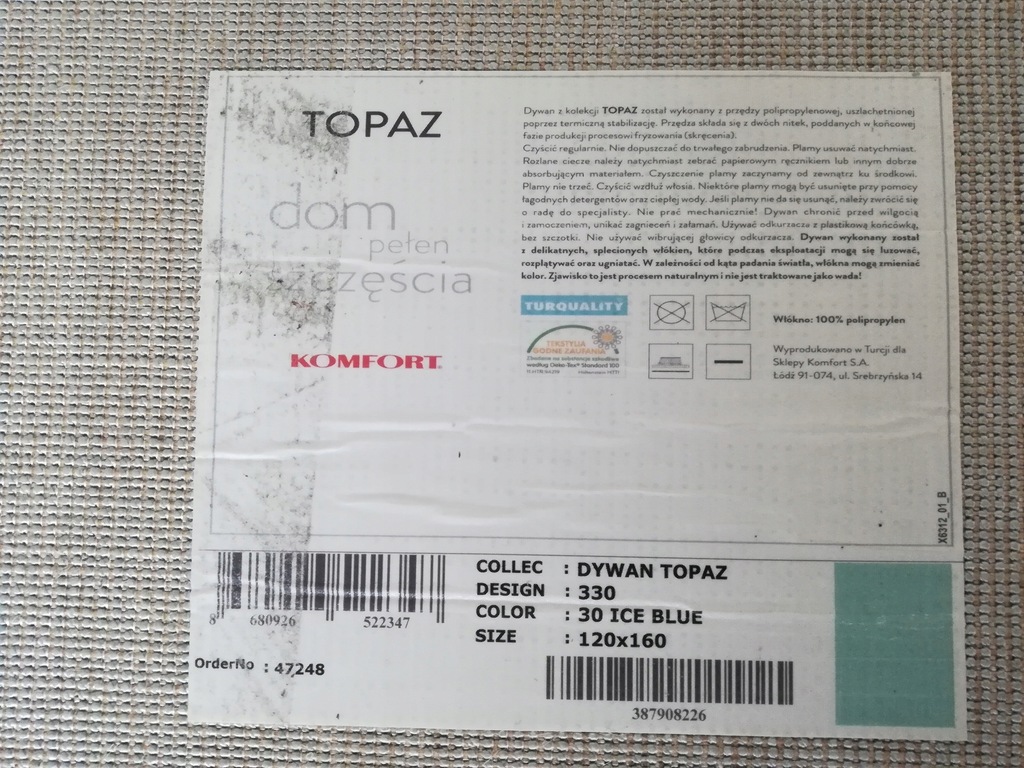 TOPAZ
dom
pełen
szczęścia
KOMFORT
Dywan z kolekcji TOPAZ został wykonany z przędzy polipropylenowej, uszlachetnionej
poprzez termiczną stabilizację. Przędza składa się z dwóch nitek, poddanych w końcowej
fazie produkcji procesowi fryzowania (skręcenia).
Czyścić regularnie. Nie dopuszczać do trwałego zabrudzenia. Plamy usuwać natychmiast.
Rozlane ciecze należy natychmiast zebrać papierowym ręcznikiem lub innym dobrze
absorbującym materiałem. Czyszczenie plamy zaczynamy od zewnątrz ku środkowi.
Plamy nie trzeć. Czyścić wzdłuż włosia. Niektóre plamy mogą być usunięte przy pomocy
łagodnych detergentów oraz ciepłej wody. Jeśli plamy nie da się usunąć, należy zwrócić się
o radę do specjalisty. Nie prać mechanicznie! Dywan chronić przed wilgocią
i zamoczeniem, unikać zagnieceń i załamań. Używać odkurzacza z plastikową końcówką,
bez szczotki. Nie używać wibrującej głowicy odkurzacza. Dywan wykonany został
z delikatnych, splecionych włókien, które podczas eksploatacji mogą się luzować,
rozplątywać oraz ugniatać. W zależności od kąta padania światła, włókna mogą zmieniać
kolor. Zjawisko to jest procesem naturalnym i nie jest traktowane jako wada!
TURQUALITY
TEKSTYLIA
GODNE ZAUFANIA
Zbadano na substancje szkodliwe
według Oeko-Tex® Standard 100
Włókno: 100% polipropylen
Wyprodukowano w Turcji dla
Sklepy Komfort S.A.
Łódź 91-074, ul. Srebrzyńska 14
X6312_01_B
8 680926 522347
OrderNo : 47248
COLLEC : DYWAN TOPAZ
DESIGN : 330
COLOR : 30 ICE BLUE
SIZE : 120x160
387908226